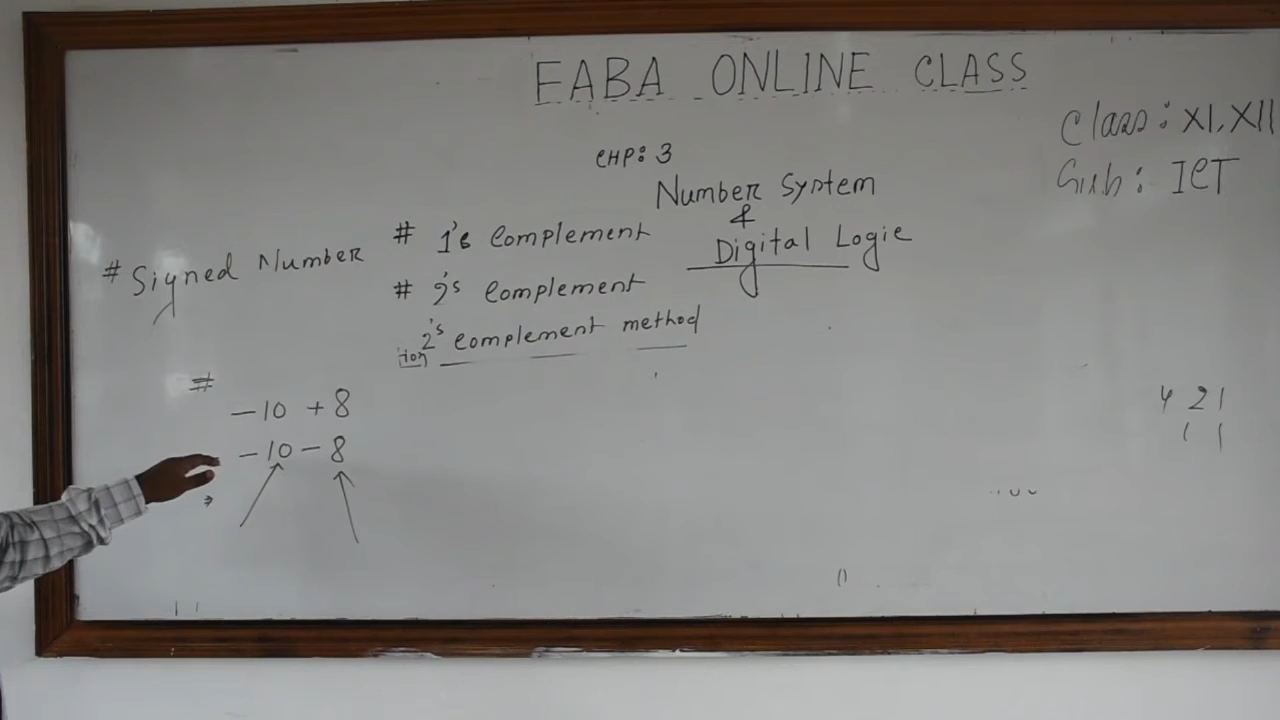 FABA ONLINE CLASS
Class: XI, XII
Sub: ICT
CHP: 3
Number System
&
Digital Logic
# Signed Number
# 1's Complement
# 2's Complement
2's Complement method
#
-10 + 8
-10 - 8
4 2 1
1 1